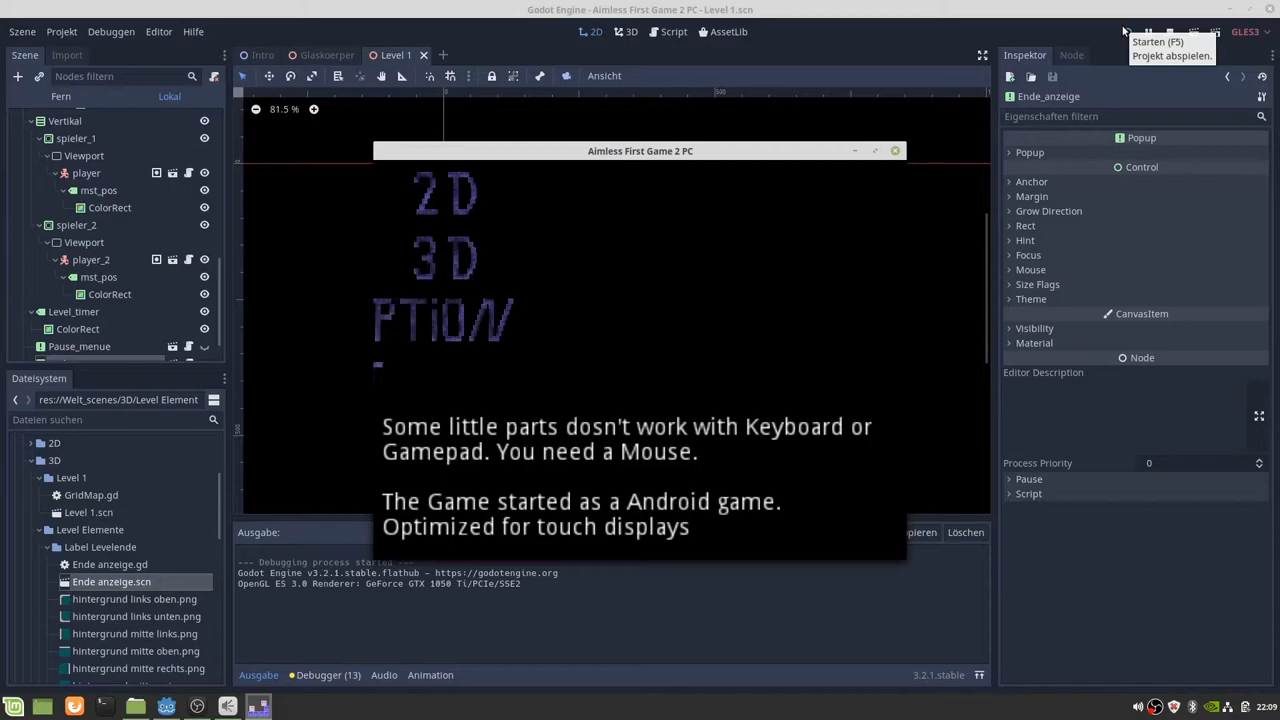 Godot Engine - Aimless First Game 2 PC - Level 1.scn
Szene Projekt Debuggen Editor Hilfe
2D 3D Script AssetLib
GLES3
Starten (F5)
Projekt abspielen.
Szene Import
Nodes filtern
Fern Lokal
Vertikal
spieler_1
Viewport
player
mst_pos
ColorRect
spieler_2
Viewport
player_2
mst_pos
ColorRect
Level_timer
ColorRect
Pause_menue
Dateisystem
res://Welt_scenes/3D/Level Element
Dateien suchen
2D
3D
Level 1
GridMap.gd
Level 1.scn
Level Elemente
Label Levelende
Ende anzeige.gd
Ende anzeige.scn
hintergrund links oben.png
hintergrund links unten.png
hintergrund mitte links.png
hintergrund mitte oben.png
hintergrund mitte rechts.png
Intro Glaskoerper Level 1
Ansicht
0 500
81.5 %
Aimless First Game 2 PC
2D
3D
PTiON
Some little parts dosn't work with Keyboard or
Gamepad. You need a Mouse.
The Game started as a Android game.
Optimized for touch displays
Ausgabe:
opieren Löschen
--- Debugging process started ---
Godot Engine v3.2.1.stable.flathub - https://godotengine.org
OpenGL ES 3.0 Renderer: GeForce GTX 1050 Ti/PCIe/SSE2
Ausgabe Debugger (13) Audio Animation
3.2.1.stable
Inspektor Node
Ende_anzeige
Eigenschaften filtern
Popup
Popup
Control
Anchor
Margin
Grow Direction
Rect
Hint
Focus
Mouse
Size Flags
Theme
CanvasItem
Visibility
Material
Node
Editor Description
Process Priority 0
Pause
Script
22:09